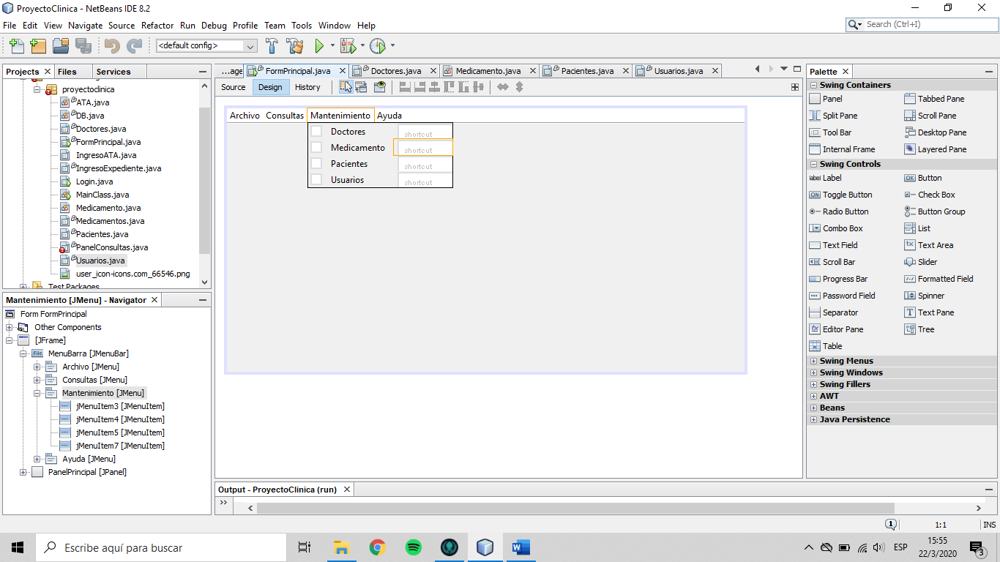 ProyectoClinica - NetBeans IDE 8.2
File Edit View Navigate Source Refactor Run Debug Profile Team Tools Window Help
Search (Ctrl+I)
<default config>
Projects Files Services
proyectoclinica
ATA.java
DB.java
Doctores.java
FormPrincipal.java
IngresoATA.java
IngresoExpediente.java
Login.java
MainClass.java
Medicamento.java
Medicamentos.java
Pacientes.java
PanelConsultas.java
Usuarios.java
user_icon-icons.com_66546.png
Test Packages
Mantenimiento [JMenu] - Navigator
Form FormPrincipal
Other Components
[JFrame]
MenuBarra [JMenuBar]
Archivo [JMenu]
Consultas [JMenu]
Mantenimiento [JMenu]
jMenuItem3 [JMenuItem]
jMenuItem4 [JMenuItem]
jMenuItem5 [JMenuItem]
jMenuItem7 [JMenuItem]
Ayuda [JMenu]
PanelPrincipal [JPanel]
...age FormPrincipal.java Doctores.java Medicamento.java Pacientes.java Usuarios.java
Source Design History
Archivo Consultas Mantenimiento Ayuda
Doctores shortcut
Medicamento shortcut
Pacientes shortcut
Usuarios shortcut
Output - ProyectoClinica (run)
Palette
Swing Containers
Panel Tabbed Pane
Split Pane Scroll Pane
Tool Bar Desktop Pane
Internal Frame Layered Pane
Swing Controls
label Label OK Button
ON Toggle Button Check Box
Radio Button Button Group
Combo Box List
Text Field Text Area
Scroll Bar Slider
Progress Bar Formatted Field
Password Field Spinner
Separator Text Pane
Editor Pane Tree
Table
Swing Menus
Swing Windows
Swing Fillers
AWT
Beans
Java Persistence
1 1:1 INS
Escribe aquí para buscar
ESP
15:55
22/3/2020
3